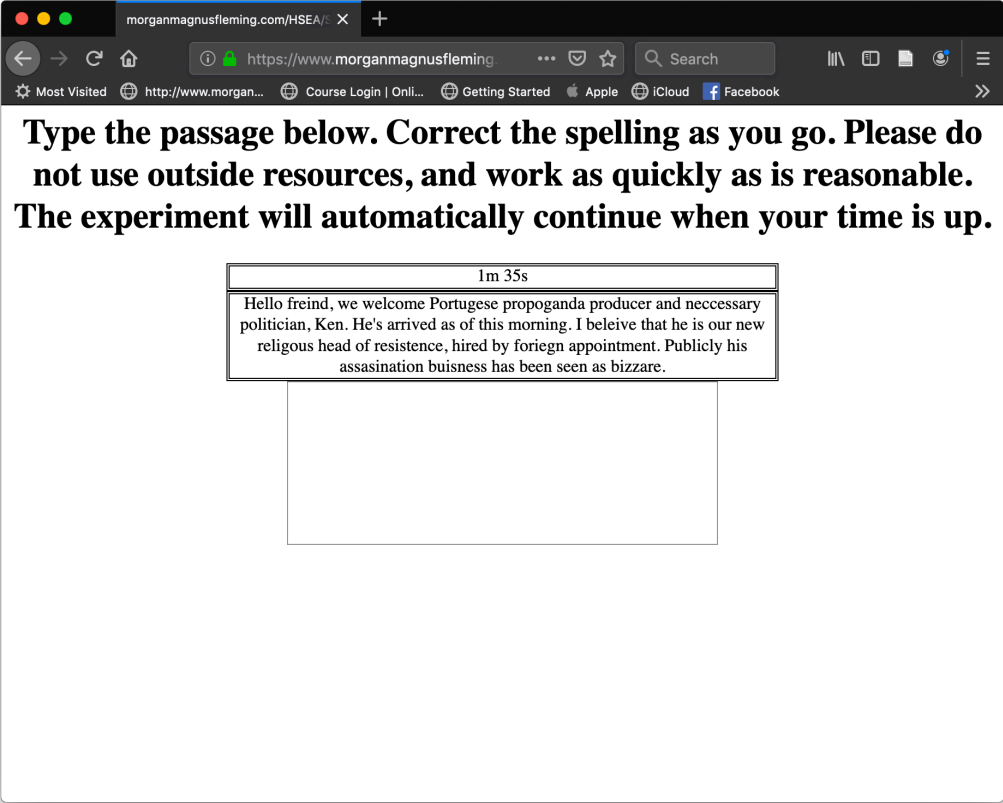 morganmagnusfleming.com/HSEA/S
https://www.morganmagnusfleming.
Search
Most Visited
http://www.morgan...
Course Login | Onli...
Getting Started
Apple
iCloud
Facebook
Type the passage below. Correct the spelling as you go. Please do
not use outside resources, and work as quickly as is reasonable.
The experiment will automatically continue when your time is up.
1m 35s
Hello freind, we welcome Portugese propoganda producer and neccessary
politician, Ken. He's arrived as of this morning. I beleive that he is our new
religous head of resistence, hired by foriegn appointment. Publicly his
assasination buisness has been seen as bizzare.